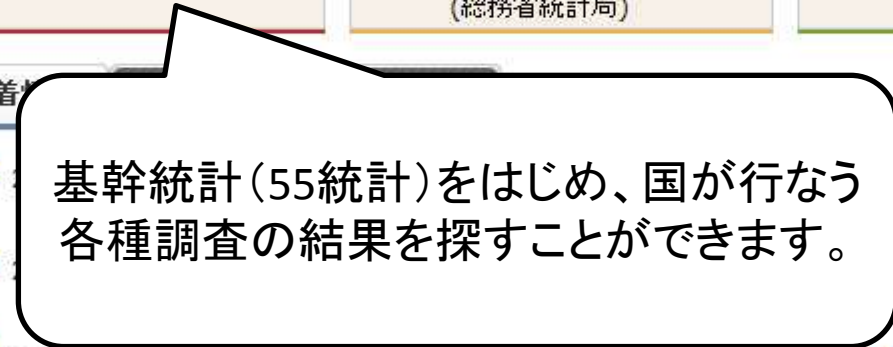 (総務省統計局)
着
基幹統計(55統計)をはじめ、国が行なう
各種調査の結果を探すことができます。